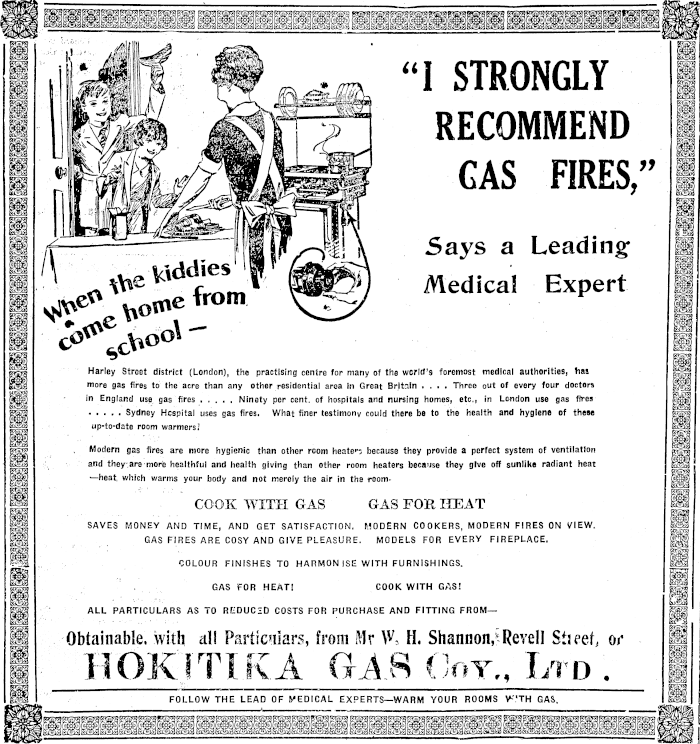 "I STRONGLY
RECOMMEND
GAS FIRES,"
Says a Leading
Medical Expert
When the kiddies
come home from
school —
Harley Street district (London), the practising centre for many of the world's foremost medical authorities, has
more gas fires to the acre than any other residential area in Great Britain . . . . Three out of every four doctors
in England use gas fires . . . . . Ninety per cent. of hospitals and nursing homes, etc., in London use gas fires
. . . . . Sydney Hospital uses gas fires. What finer testimony could there be to the health and hygiene of these
up-to-date room warmers!
Modern gas fires are more hygienic than other room heaters because they provide a perfect system of ventilation
and they are more healthful and health giving than other room heaters because they give off sunlike radiant heat
—heat which warms your body and not merely the air in the room.
COOK WITH GAS GAS FOR HEAT
SAVES MONEY AND TIME, AND GET SATISFACTION. MODERN COOKERS, MODERN FIRES ON VIEW.
GAS FIRES ARE COSY AND GIVE PLEASURE. MODELS FOR EVERY FIREPLACE.
COLOUR FINISHES TO HARMONISE WITH FURNISHINGS.
GAS FOR HEAT! COOK WITH GAS!
ALL PARTICULARS AS TO REDUCED COSTS FOR PURCHASE AND FITTING FROM—
Obtainable, with all Particulars, from Mr W. H. Shannon, Revell Street, or
HOKITIKA GAS Coy., LTD.
FOLLOW THE LEAD OF MEDICAL EXPERTS—WARM YOUR ROOMS WITH GAS.